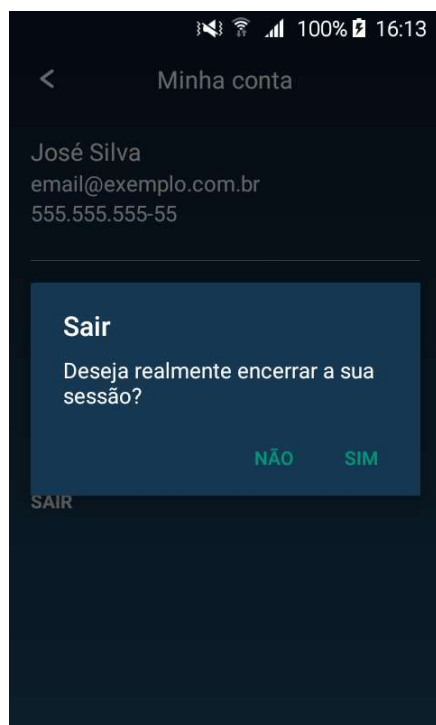 100% 16:13
Minha conta
José Silva
email@exemplo.com.br
555.555.555-55
Sair
Deseja realmente encerrar a sua
sessão?
NÃO SIM
SAIR